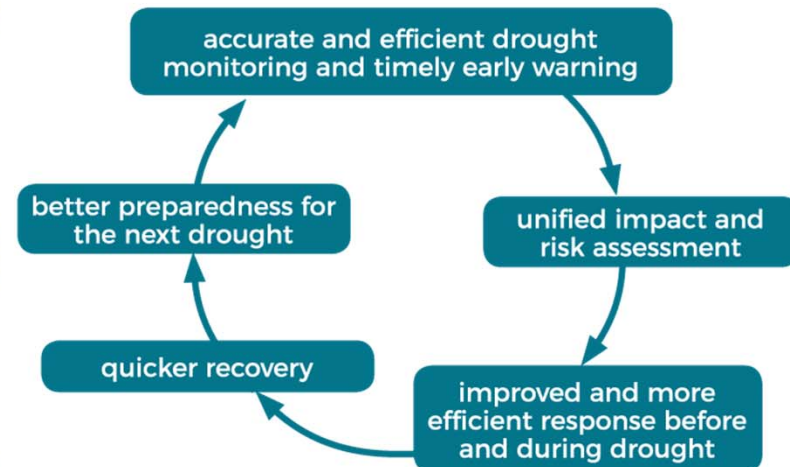 accurate and efficient drought
monitoring and timely early warning
unified impact and
risk assessment
improved and more
efficient response before
and during drought
quicker recovery
better preparedness for
the next drought